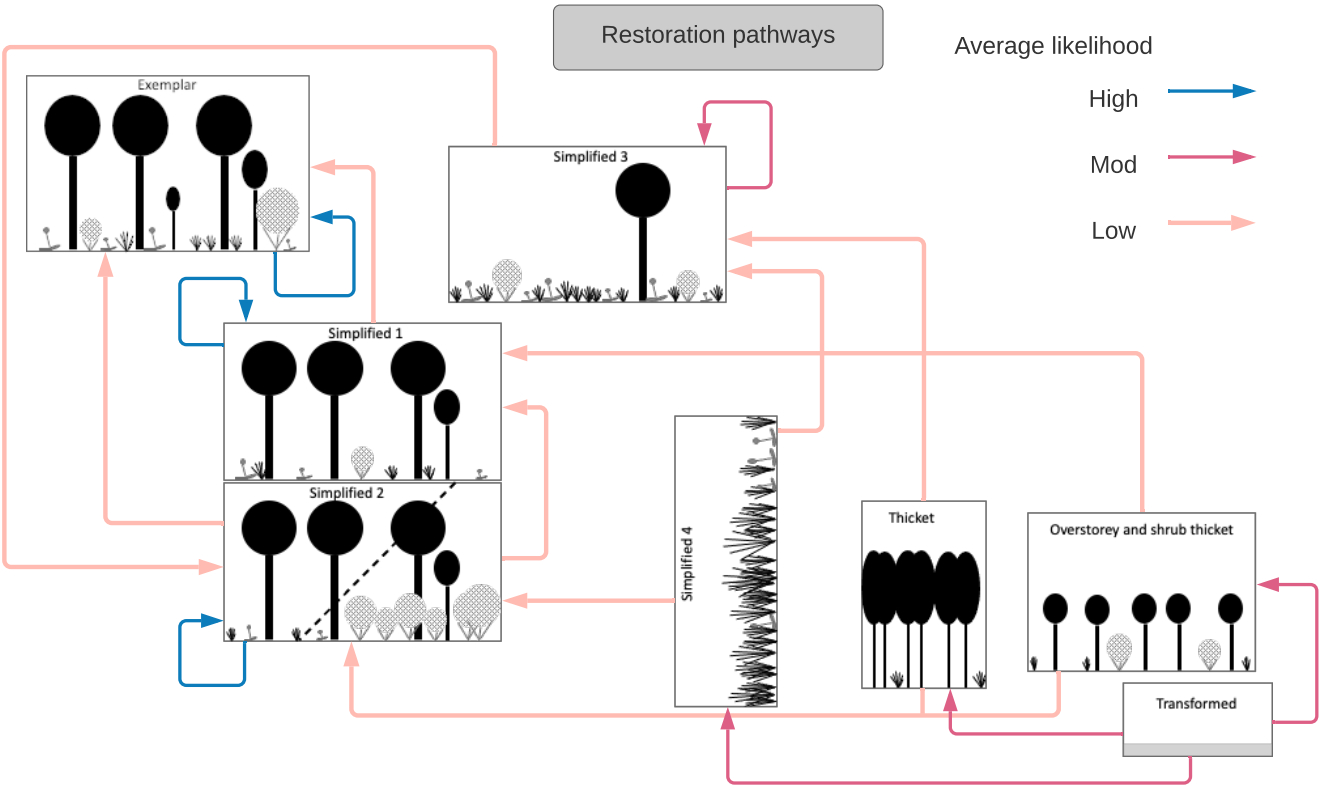 Restoration pathways
Average likelihood
High
Mod
Low
Exemplar
Simplified 3
Simplified 1
Simplified 2
Simplified 4
Thicket
Overstorey and shrub thicket
Transformed